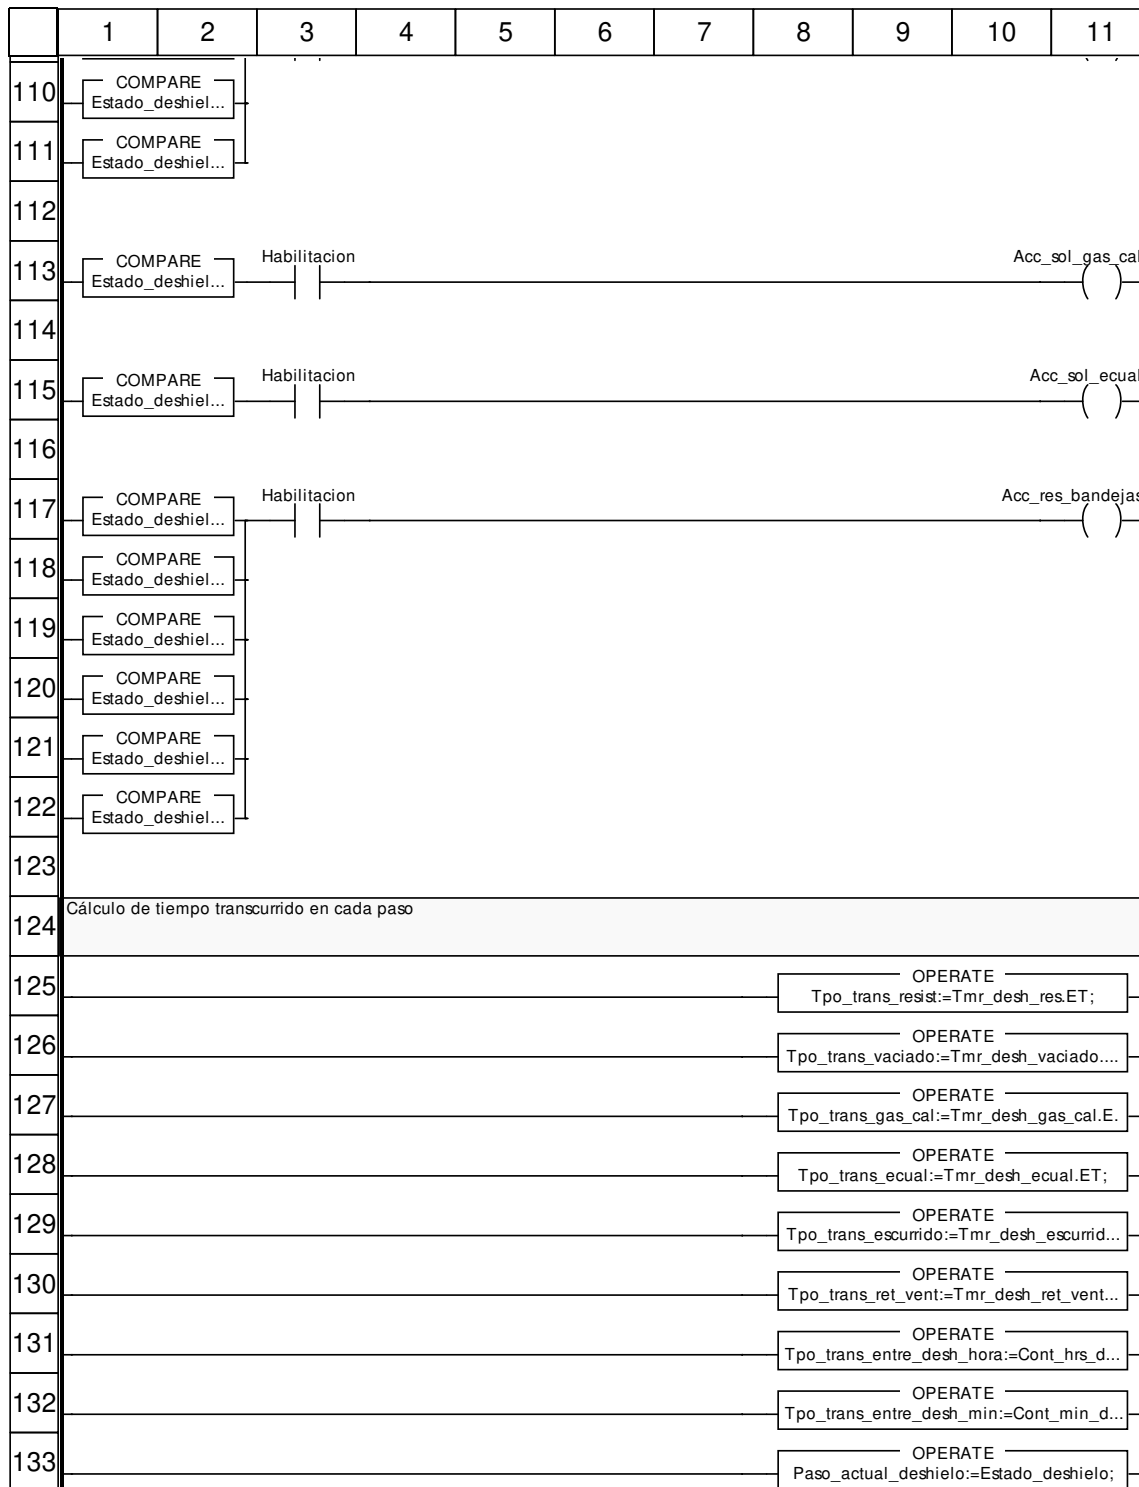 1 2 3 4 5 6 7 8 9 10 11
110 COMPARE
Estado_deshiel...
111 COMPARE
Estado_deshiel...
112
Habilitacion Acc_sol_gas_cal
113 COMPARE
Estado_deshiel...
114
Habilitacion Acc_sol_ecual
115 COMPARE
Estado_deshiel...
116
Habilitacion Acc_res_bandejas
117 COMPARE
Estado_deshiel...
118 COMPARE
Estado_deshiel...
119 COMPARE
Estado_deshiel...
120 COMPARE
Estado_deshiel...
121 COMPARE
Estado_deshiel...
122 COMPARE
Estado_deshiel...
123
Cálculo de tiempo transcurrido en cada paso
124
125 OPERATE
Tpo_trans_resist:=Tmr_desh_res.ET;
126 OPERATE
Tpo_trans_vaciado:=Tmr_desh_vaciado....
127 OPERATE
Tpo_trans_gas_cal:=Tmr_desh_gas_cal.E.
128 OPERATE
Tpo_trans_ecual:=Tmr_desh_ecual.ET;
129 OPERATE
Tpo_trans_escurrido:=Tmr_desh_escurrid...
130 OPERATE
Tpo_trans_ret_vent:=Tmr_desh_ret_vent...
131 OPERATE
Tpo_trans_entre_desh_hora:=Cont_hrs_d...
132 OPERATE
Tpo_trans_entre_desh_min:=Cont_min_d...
133 OPERATE
Paso_actual_deshielo:=Estado_deshielo;